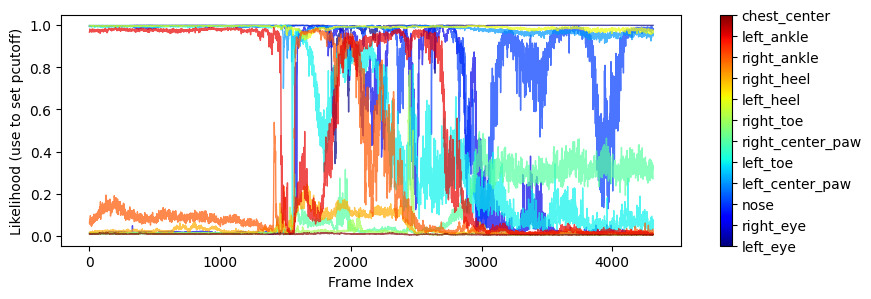 Likelihood (use to set pcutoff)
1.0
0.8
0.6
0.4
0.2
0.0
0
1000
2000
3000
4000
Frame Index
chest_center
left_ankle
right_ankle
right_heel
left_heel
right_toe
right_center_paw
left_toe
left_center_paw
nose
right_eye
left_eye